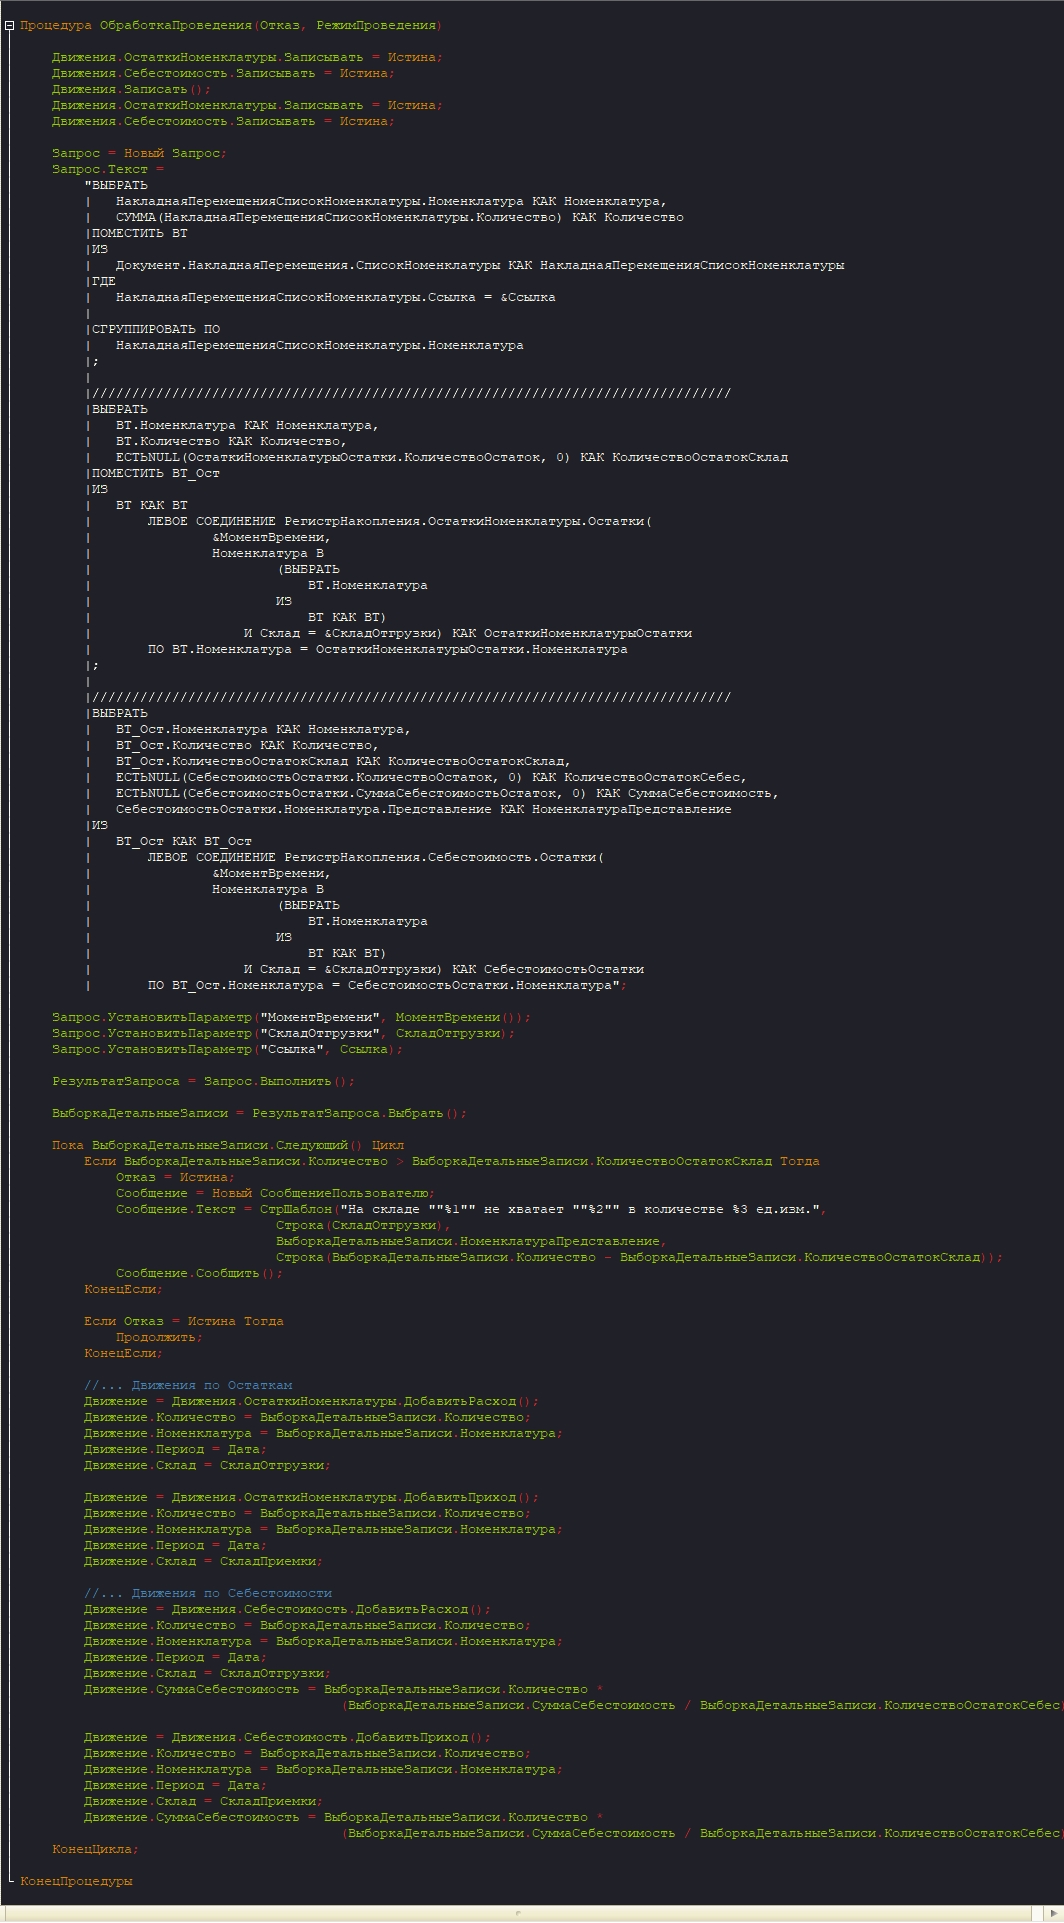 Процедура ОбработкаПроведения(Отказ, РежимПроведения)
Движения.ОстаткиНоменклатуры.Записывать = Истина;
Движения.Себестоимость.Записывать = Истина;
Движения.Записать();
Движения.ОстаткиНоменклатуры.Записывать = Истина;
Движения.Себестоимость.Записывать = Истина;
Запрос = Новый Запрос;
Запрос.Текст =
"ВЫБРАТЬ
| НакладнаяПеремещенияСписокНоменклатуры.Номенклатура КАК Номенклатура,
| СУММА(НакладнаяПеремещенияСписокНоменклатуры.Количество) КАК Количество
|ПОМЕСТИТЬ ВТ
|ИЗ
| Документ.НакладнаяПеремещения.СписокНоменклатуры КАК НакладнаяПеремещенияСписокНоменклатуры
|ГДЕ
| НакладнаяПеремещенияСписокНоменклатуры.Ссылка = &Ссылка
|
|СГРУППИРОВАТЬ ПО
| НакладнаяПеремещенияСписокНоменклатуры.Номенклатура
|;
|
|////////////////////////////////////////////////////////////////////////////////
|ВЫБРАТЬ
| ВТ.Номенклатура КАК Номенклатура,
| ВТ.Количество КАК Количество,
| ЕСТЬNULL(ОстаткиНоменклатурыОстатки.КоличествоОстаток, 0) КАК КоличествоОстатокСклад
|ПОМЕСТИТЬ ВТ_Ост
|ИЗ
| ВТ КАК ВТ
| ЛЕВОЕ СОЕДИНЕНИЕ РегистрНакопления.ОстаткиНоменклатуры.Остатки(
| &МоментВремени,
| Номенклатура В
| (ВЫБРАТЬ
| ВТ.Номенклатура
| ИЗ
| ВТ КАК ВТ)
| И Склад = &СкладОтгрузки) КАК ОстаткиНоменклатурыОстатки
| ПО ВТ.Номенклатура = ОстаткиНоменклатурыОстатки.Номенклатура
|;
|
|////////////////////////////////////////////////////////////////////////////////
|ВЫБРАТЬ
| ВТ_Ост.Номенклатура КАК Номенклатура,
| ВТ_Ост.Количество КАК Количество,
| ВТ_Ост.КоличествоОстатокСклад КАК КоличествоОстатокСклад,
| ЕСТЬNULL(СебестоимостьОстатки.КоличествоОстаток, 0) КАК КоличествоОстатокСебес,
| ЕСТЬNULL(СебестоимостьОстатки.СуммаСебестоимостьОстаток, 0) КАК СуммаСебестоимость,
| СебестоимостьОстатки.Номенклатура.Представление КАК НоменклатураПредставление
|ИЗ
| ВТ_Ост КАК ВТ_Ост
| ЛЕВОЕ СОЕДИНЕНИЕ РегистрНакопления.Себестоимость.Остатки(
| &МоментВремени,
| Номенклатура В
| (ВЫБРАТЬ
| ВТ.Номенклатура
| ИЗ
| ВТ КАК ВТ)
| И Склад = &СкладОтгрузки) КАК СебестоимостьОстатки
| ПО ВТ_Ост.Номенклатура = СебестоимостьОстатки.Номенклатура";
Запрос.УстановитьПараметр("МоментВремени", МоментВремени());
Запрос.УстановитьПараметр("СкладОтгрузки", СкладОтгрузки);
Запрос.УстановитьПараметр("Ссылка", Ссылка);
РезультатЗапроса = Запрос.Выполнить();
ВыборкаДетальныеЗаписи = РезультатЗапроса.Выбрать();
Пока ВыборкаДетальныеЗаписи.Следующий() Цикл
Если ВыборкаДетальныеЗаписи.Количество > ВыборкаДетальныеЗаписи.КоличествоОстатокСклад Тогда
Отказ = Истина;
Сообщение = Новый СообщениеПользователю;
Сообщение.Текст = СтрШаблон("На складе ""%1"" не хватает ""%2"" в количестве %3 ед.изм.",
Строка(СкладОтгрузки),
ВыборкаДетальныеЗаписи.НоменклатураПредставление,
Строка(ВыборкаДетальныеЗаписи.Количество - ВыборкаДетальныеЗаписи.КоличествоОстатокСклад));
Сообщение.Сообщить();
КонецЕсли;
Если Отказ = Истина Тогда
Продолжить;
КонецЕсли;
//... Движения по Остаткам
Движение = Движения.ОстаткиНоменклатуры.ДобавитьРасход();
Движение.Количество = ВыборкаДетальныеЗаписи.Количество;
Движение.Номенклатура = ВыборкаДетальныеЗаписи.Номенклатура;
Движение.Период = Дата;
Движение.Склад = СкладОтгрузки;
Движение = Движения.ОстаткиНоменклатуры.ДобавитьПриход();
Движение.Количество = ВыборкаДетальныеЗаписи.Количество;
Движение.Номенклатура = ВыборкаДетальныеЗаписи.Номенклатура;
Движение.Период = Дата;
Движение.Склад = СкладПриемки;
//... Движения по Себестоимости
Движение = Движения.Себестоимость.ДобавитьРасход();
Движение.Количество = ВыборкаДетальныеЗаписи.Количество;
Движение.Номенклатура = ВыборкаДетальныеЗаписи.Номенклатура;
Движение.Период = Дата;
Движение.Склад = СкладОтгрузки;
Движение.СуммаСебестоимость = ВыборкаДетальныеЗаписи.Количество *
(ВыборкаДетальныеЗаписи.СуммаСебестоимость / ВыборкаДетальныеЗаписи.КоличествоОстатокСебес)
Движение = Движения.Себестоимость.ДобавитьПриход();
Движение.Количество = ВыборкаДетальныеЗаписи.Количество;
Движение.Номенклатура = ВыборкаДетальныеЗаписи.Номенклатура;
Движение.Период = Дата;
Движение.Склад = СкладПриемки;
Движение.СуммаСебестоимость = ВыборкаДетальныеЗаписи.Количество *
(ВыборкаДетальныеЗаписи.СуммаСебестоимость / ВыборкаДетальныеЗаписи.КоличествоОстатокСебес)
КонецЦикла;
КонецПроцедуры